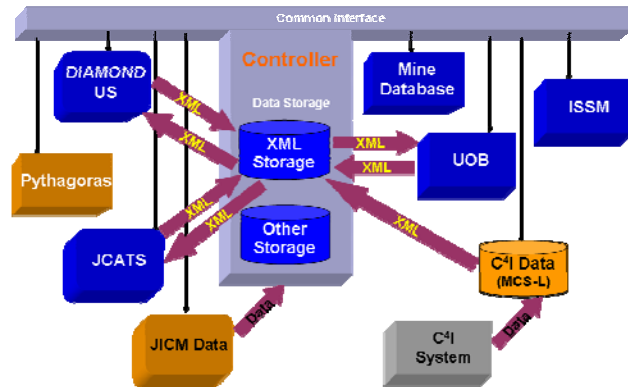 Common Interface
Controller
DIAMOND
US
Mine
Database
ISSM
Data Storage
XML
XML
XML
Storage
XML
XML
UOB
Pythagoras
XML
XML
XML
Other
Storage
JCATS
C⁴I Data
(MCS-L)
JICM Data
Data
C⁴I
System
Data